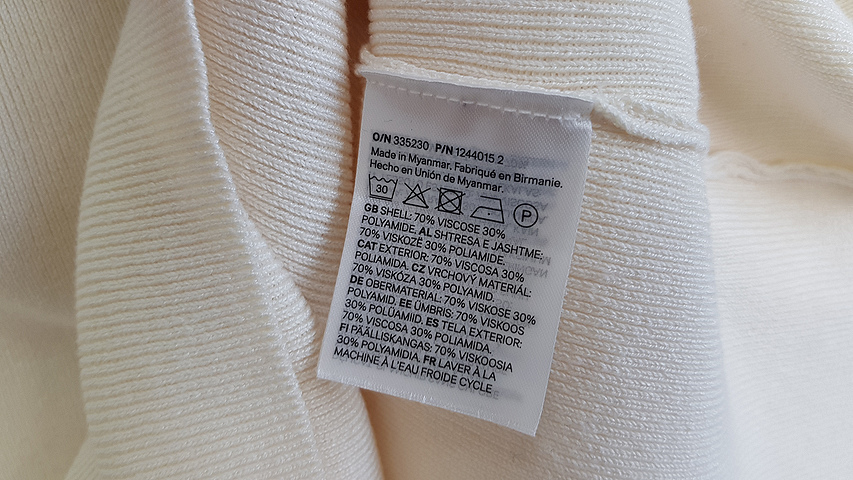 O/N 335230 P/N 1244015 2
Made in Myanmar. Fabriqué en Birmanie.
Hecho en Unión de Myanmar.
30 P
GB SHELL: 70% VISCOSE 30%
POLYAMIDE. AL SHTRESA E JASHTME:
70% VISKOZË 30% POLIAMIDE.
CAT EXTERIOR: 70% VISCOSA 30%
POLIAMIDA. CZ VRCHOVÝ MATERIÁL:
70% VISKÓZA 30% POLYAMID.
DE OBERMATERIAL: 70% VISKOSE 30%
POLYAMID. EE ÜMBRIS: 70% VISKOOS
30% POLÜAMIID. ES TELA EXTERIOR:
70% VISCOSA 30% POLIAMIDA.
FI PÄÄLLISKANGAS: 70% VISKOOSIA
30% POLYAMIDIA. FR LAVER À LA
MACHINE À L'EAU FROIDE CYCLE